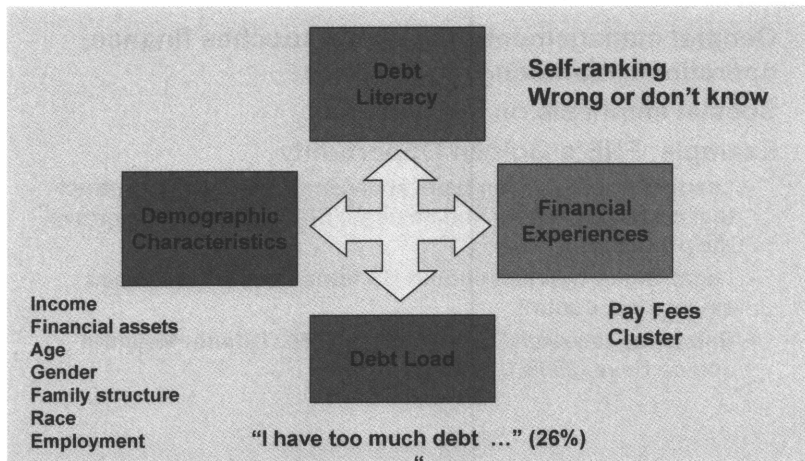 Debt
Literacy
Self-ranking
Wrong or don't know
Demographic
Characteristics
Financial
Experiences
Income
Financial assets
Age
Gender
Family structure
Race
Employment
Pay Fees
Cluster
Debt Load
“I have too much debt ...” (26%)
“